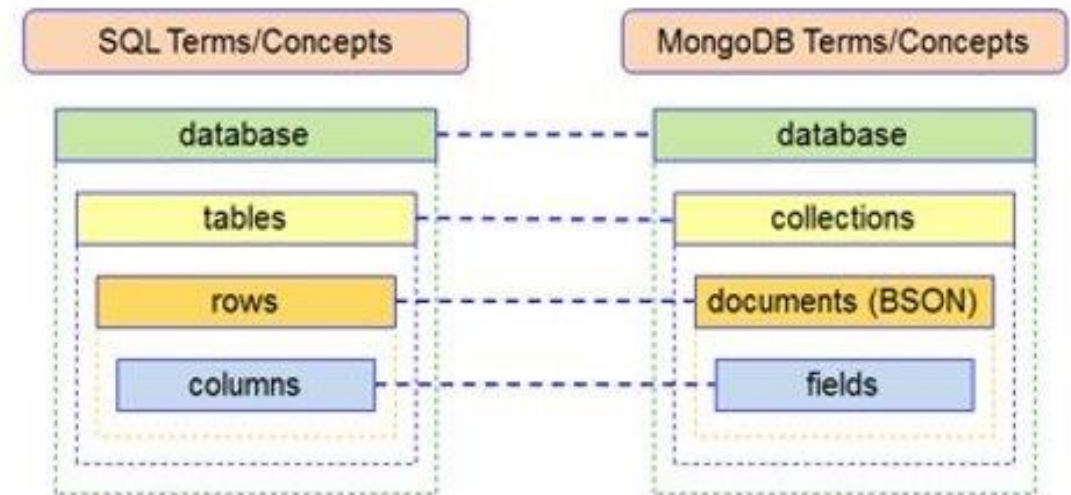 SQL Terms/Concepts
MongoDB Terms/Concepts
database
database
tables
collections
rows
documents (BSON)
columns
fields